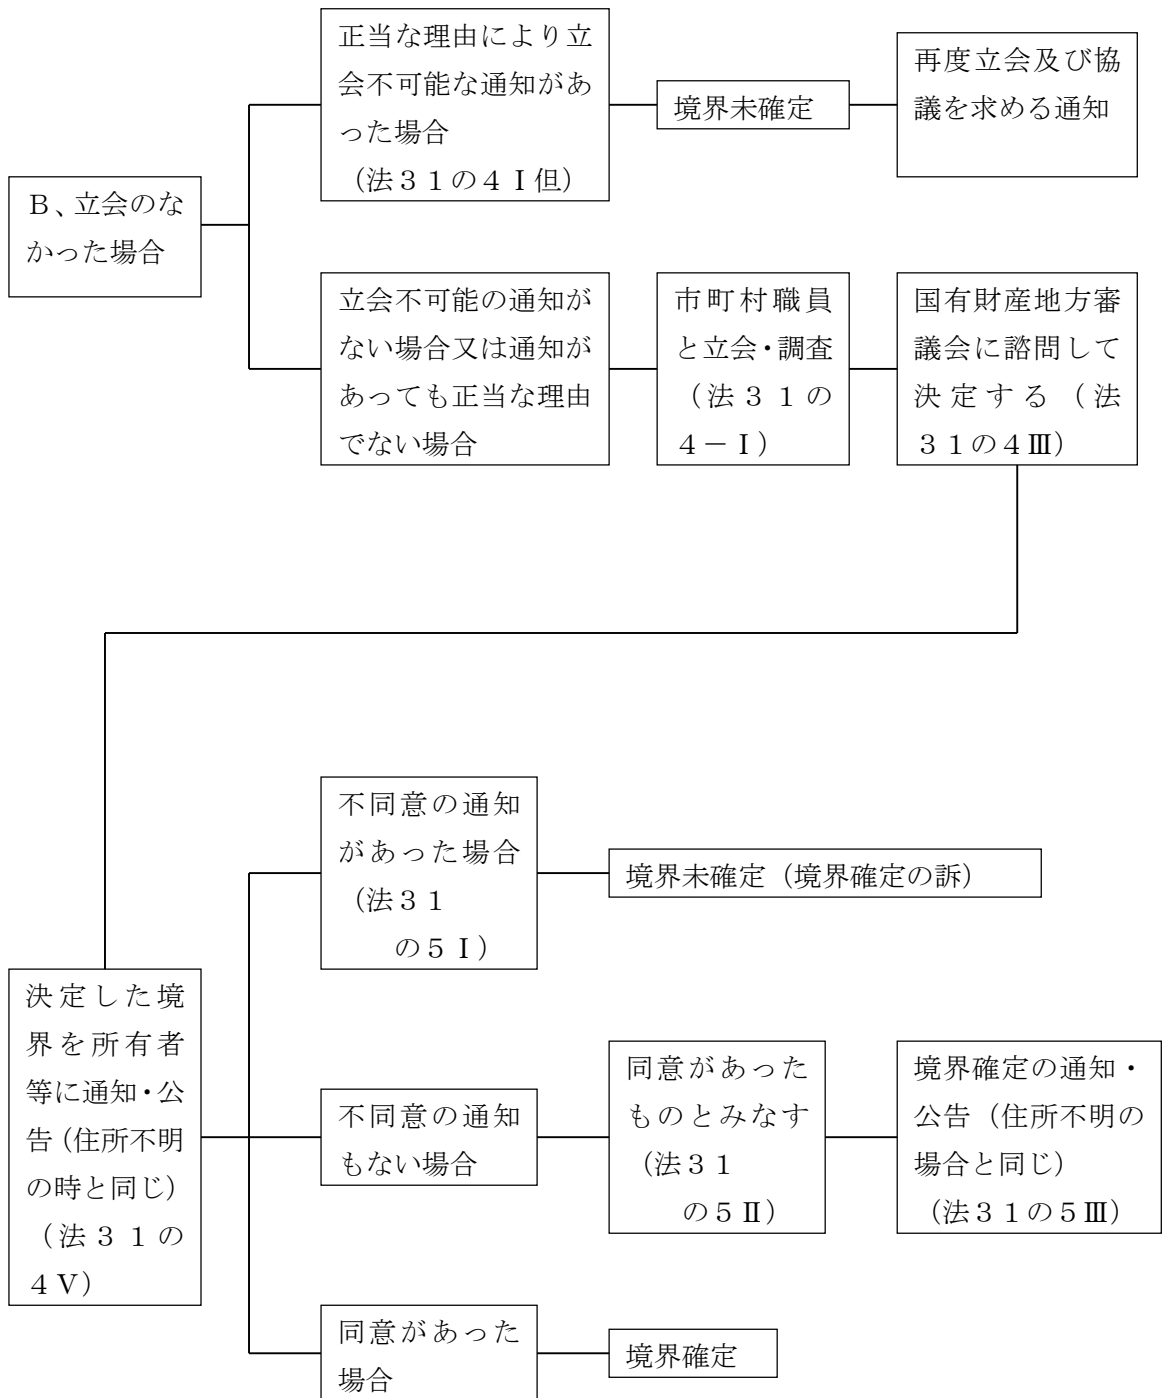 正当な理由により立
会不可能な通知があ
った場合
(法31の4Ⅰ但)
境界未確定
再度立会及び協
議を求める通知
B、立会のな
かった場合
立会不可能の通知が
ない場合又は通知が
あっても正当な理由
でない場合
市町村職員
と立会・調査
(法31の
4-Ⅰ)
国有財産地方審
議会に諮問して
決定する(法
31の4Ⅲ)
不同意の通知
があった場合
(法31
の5Ⅰ)
境界未確定(境界確定の訴)
決定した境
界を所有者
等に通知・公
告(住所不明
の時と同じ)
(法31の
4Ⅴ)
不同意の通知
もない場合
同意があった
ものとみなす
(法31
の5Ⅱ)
境界確定の通知・
公告(住所不明の
場合と同じ)
(法31の5Ⅲ)
同意があった
場合
境界確定